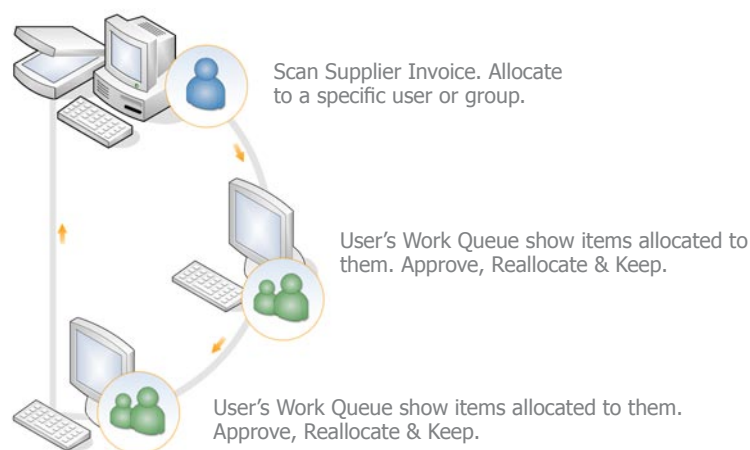 Scan Supplier Invoice. Allocate
to a specific user or group.
User’s Work Queue show items allocated to
them. Approve, Reallocate & Keep.
User’s Work Queue show items allocated to them.
Approve, Reallocate & Keep.